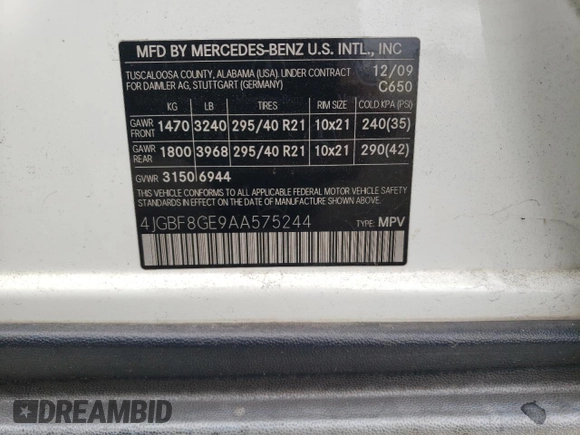 MFD BY MERCEDES-BENZ U.S. INTL., INC
TUSCALOOSA COUNTY, ALABAMA (USA). UNDER CONTRACT 12/09
FOR DAIMLER AG, STUTTGART (GERMANY) C650
KG LB TIRES RIM SIZE COLD KPA (PSI)
GAWR FRONT 1470 3240 295/40 R21 10x21 240(35)
GAWR REAR 1800 3968 295/40 R21 10x21 290(42)
GVWR 3150 6944
THIS VEHICLE CONFORMS TO ALL APPLICABLE FEDERAL MOTOR VEHICLE SAFETY
STANDARDS IN EFFECT ON THE DATE OF MANUFACTURE SHOWN ABOVE.
4JGBF8GE9AA575244 TYPE: MPV
DREAMBID